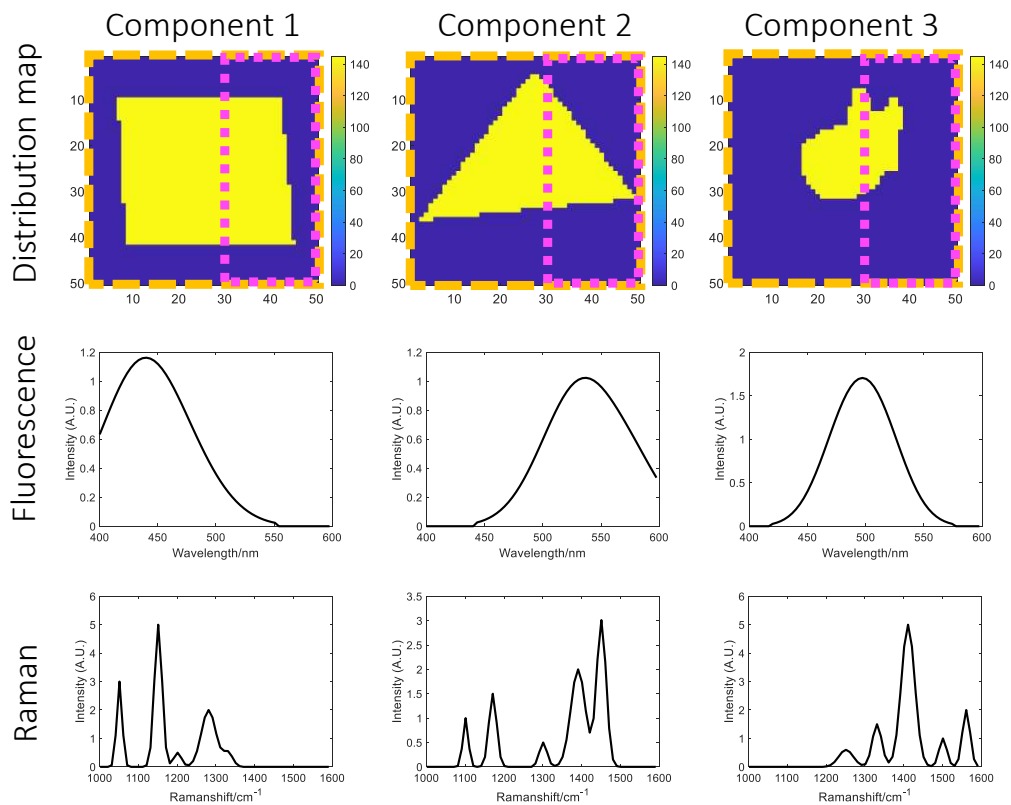 Component 1 Component 2 Component 3
Distribution map
10 20 30 40 50
10 20 30 40 50
0 20 40 60 80 100 120 140
10 20 30 40 50
10 20 30 40 50
0 20 40 60 80 100 120 140
10 20 30 40 50
10 20 30 40 50
0 20 40 60 80 100 120 140
Fluorescence
Intensity (A.U.)
0 0.2 0.4 0.6 0.8 1 1.2
400 450 500 550 600
Wavelength/nm
Intensity (A.U.)
0 0.2 0.4 0.6 0.8 1 1.2
400 450 500 550 600
Wavelength/nm
Intensity (A.U.)
0 0.5 1 1.5 2
400 450 500 550 600
Wavelength/nm
Raman
Intensity (A.U.)
0 1 2 3 4 5 6
1000 1100 1200 1300 1400 1500 1600
Ramanshift/cm⁻¹
Intensity (A.U.)
0 0.5 1 1.5 2 2.5 3 3.5
1000 1100 1200 1300 1400 1500 1600
Ramanshift/cm⁻¹
Intensity (A.U.)
0 1 2 3 4 5 6
1000 1100 1200 1300 1400 1500 1600
Ramanshift/cm⁻¹